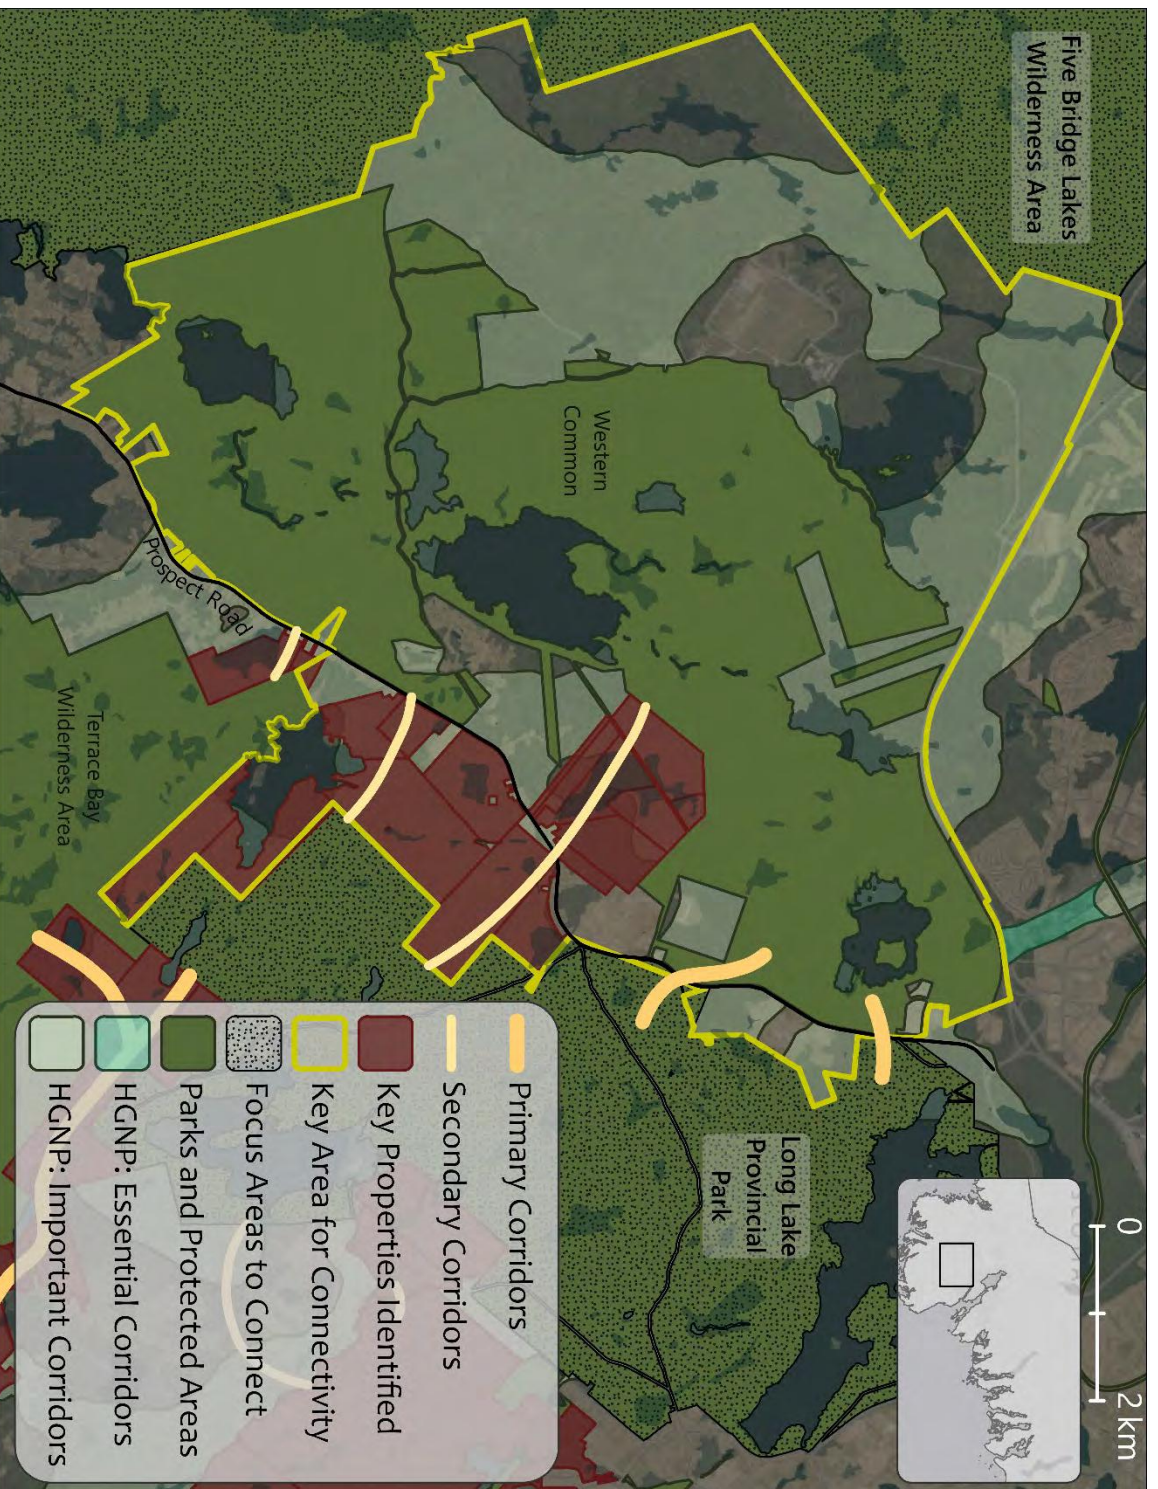 Five Bridge Lakes
Wilderness Area
Western
Common
Prospect Road
Terrace Bay
Wilderness Area
Long Lake
Provincial
Park
0
2 km
Primary Corridors
Secondary Corridors
Key Properties Identified
Key Area for Connectivity
Focus Areas to Connect
Parks and Protected Areas
HGNP: Essential Corridors
HGNP: Important Corridors